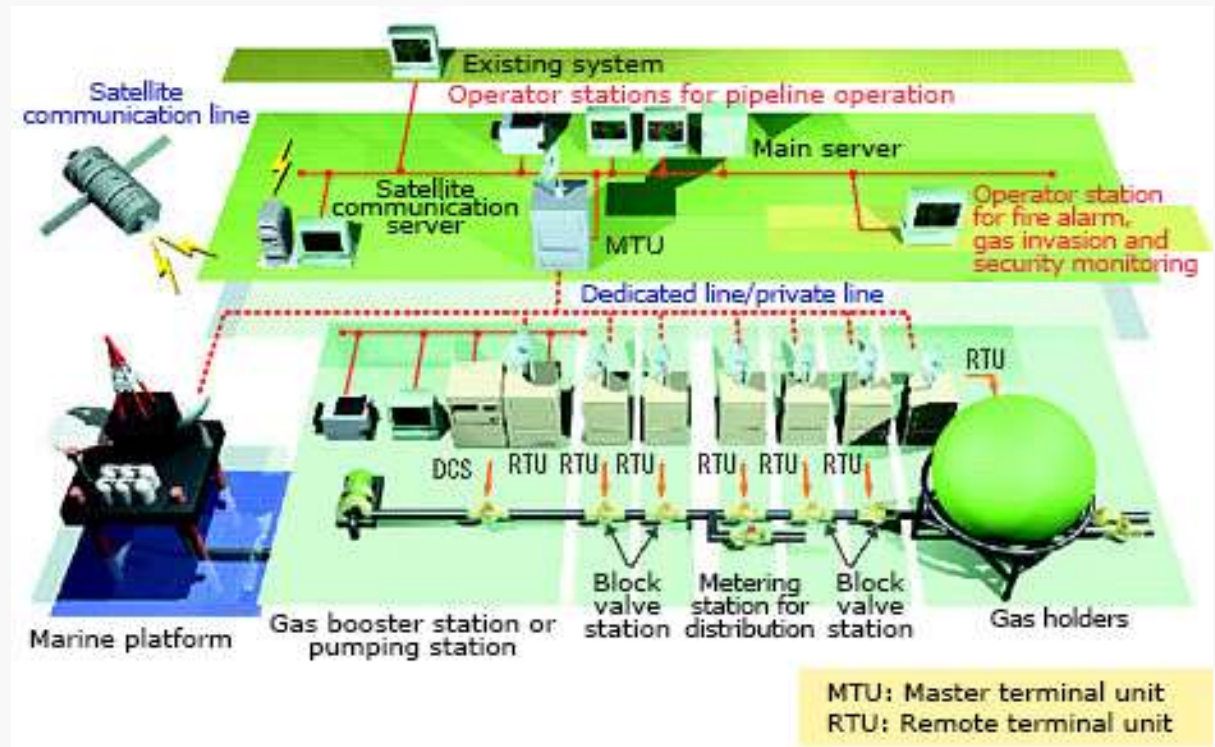 Existing system
Satellite
communication line
Operator stations for pipeline operation
Main server
Satellite
communication
server
MTU
Operator station
for fire alarm,
gas invasion and
security monitoring
Dedicated line/private line
RTU
DCS
RTU
RTU
RTU
RTU
RTU
RTU
Block
valve
station
Metering
station for
distribution
Block
valve
station
Gas holders
Marine platform
Gas booster station or
pumping station
MTU: Master terminal unit
RTU: Remote terminal unit